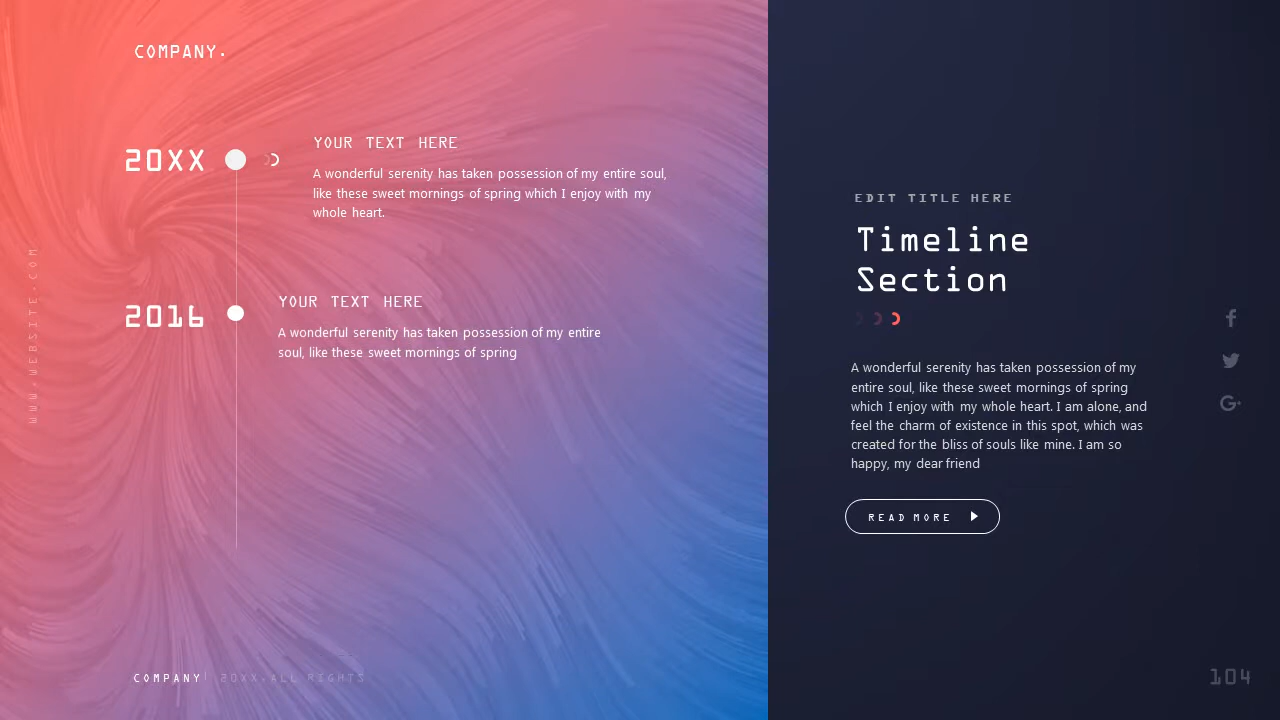 COMPANY.
20XX
YOUR TEXT HERE
A wonderful serenity has taken possession of my entire soul,
like these sweet mornings of spring which I enjoy with my
whole heart.
WWW.WEBSITE.COM
2016
YOUR TEXT HERE
A wonderful serenity has taken possession of my entire
soul, like these sweet mornings of spring
COMPANY| 20XX.ALL RIGHTS
EDIT TITLE HERE
Timeline
Section
A wonderful serenity has taken possession of my
entire soul, like these sweet mornings of spring
which I enjoy with my whole heart. I am alone, and
feel the charm of existence in this spot, which was
created for the bliss of souls like mine. I am so
happy, my dear friend
READ MORE
104